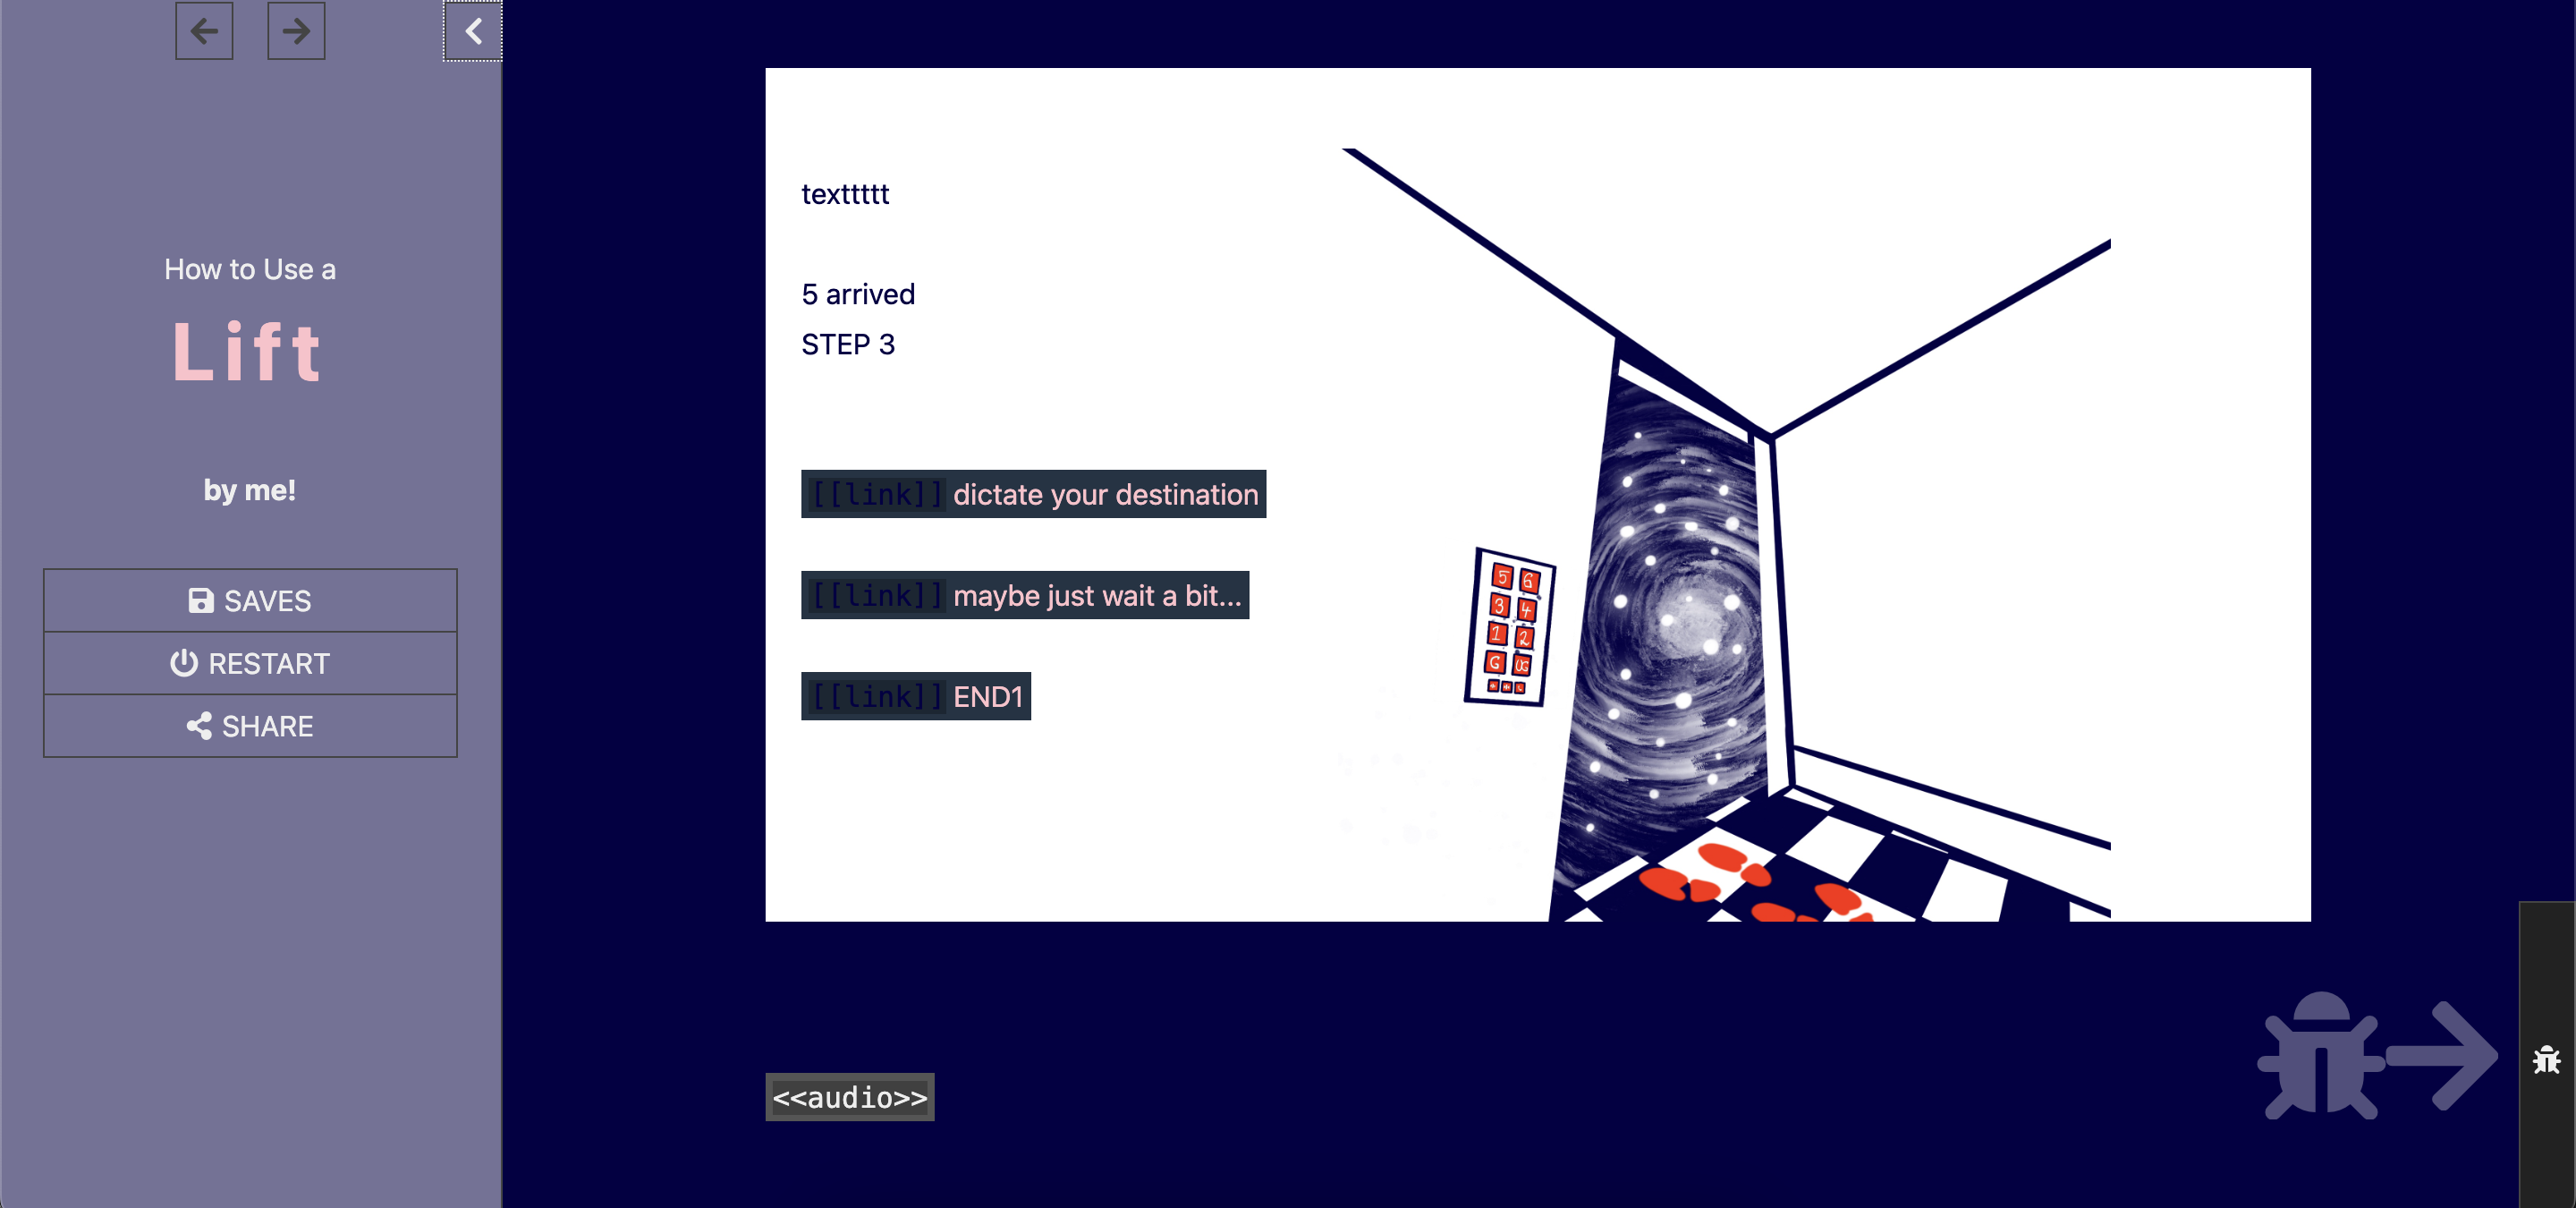 How to Use a
Lift
by me!
SAVES
RESTART
SHARE
texttttt
5 arrived
STEP 3
[[link]] dictate your destination
[[link]] maybe just wait a bit...
[[link]] END1
5 6
3 4
1 2
G
<<audio>>